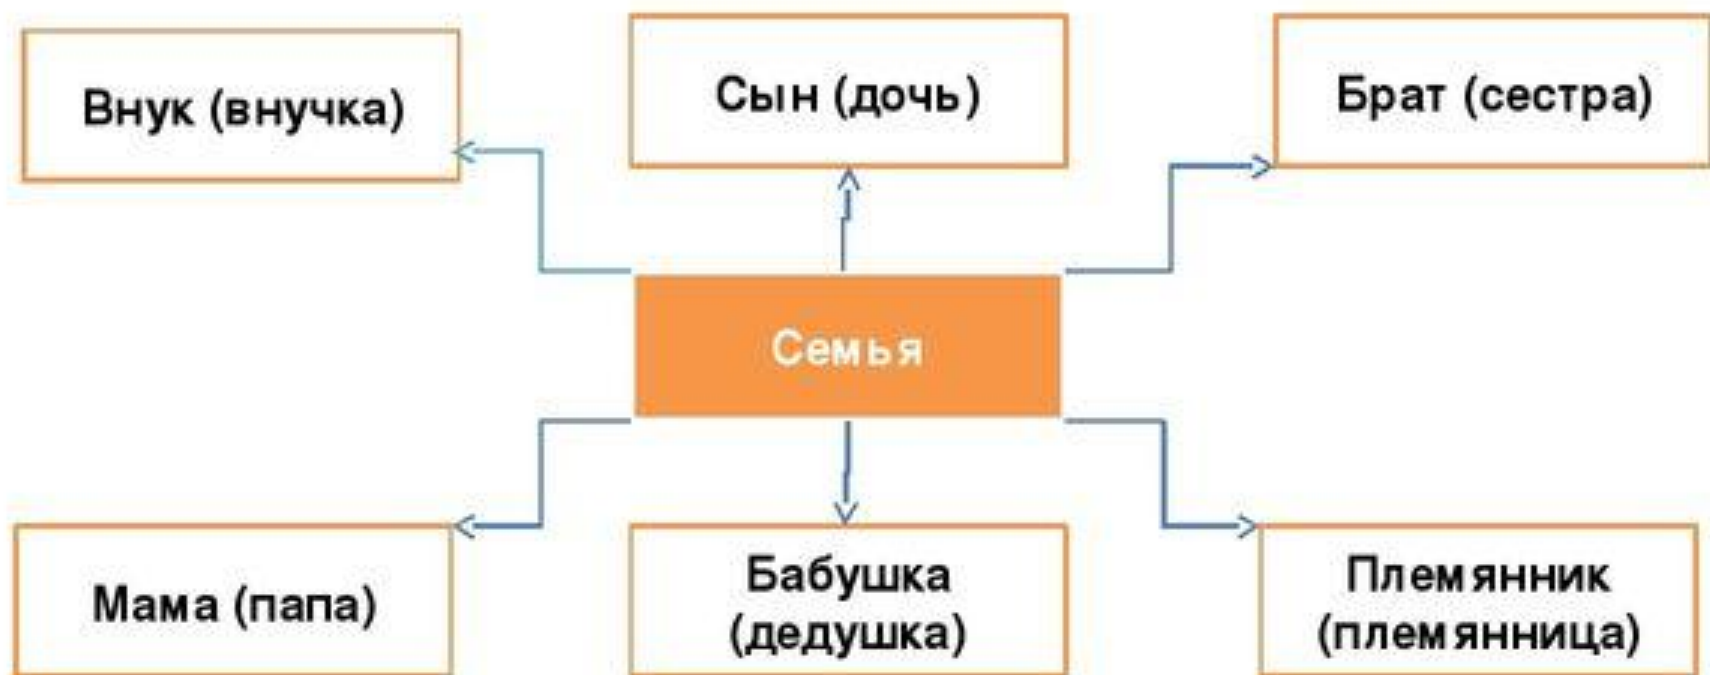 Внук (внучка)
Сын (дочь)
Брат (сестра)
Семья
Мама (папа)
Бабушка
(дедушка)
Племянник
(племянница)